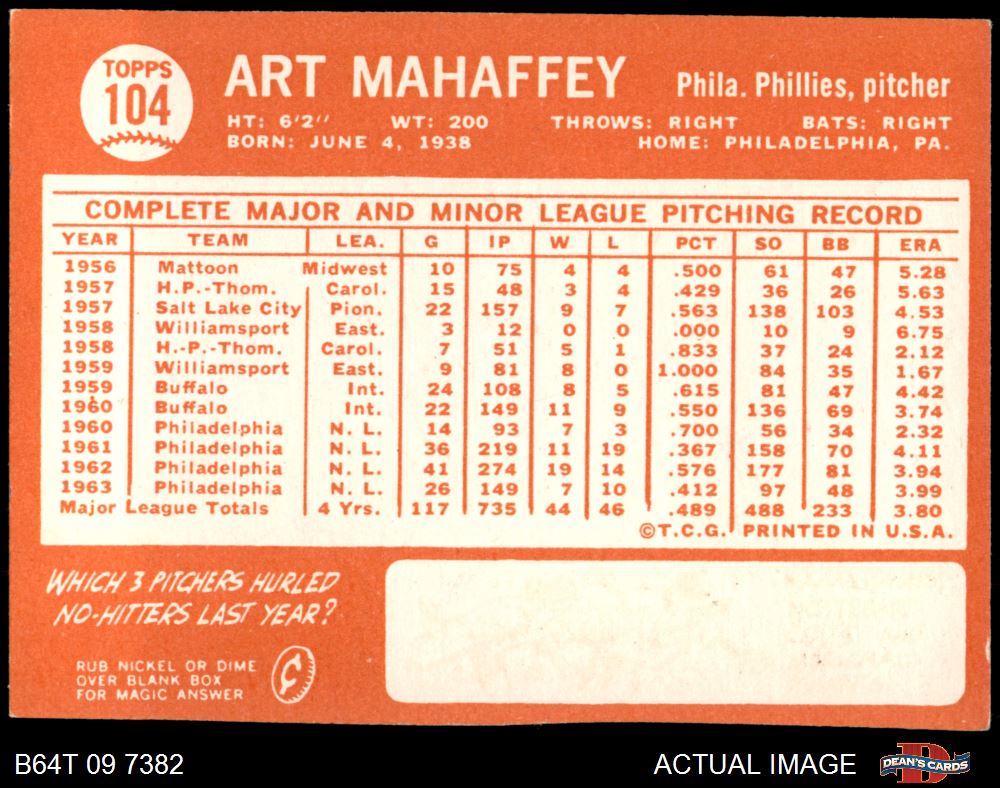 TOPPS
104
ART MAHAFFEY Phila. Phillies, pitcher
HT: 6'2" WT: 200 THROWS: RIGHT BATS: RIGHT
BORN: JUNE 4, 1938 HOME: PHILADELPHIA, PA.
COMPLETE MAJOR AND MINOR LEAGUE PITCHING RECORD
YEAR TEAM LEA. G IP W L PCT SO BB ERA
1956 Mattoon Midwest 10 75 4 4 .500 61 47 5.28
1957 H.P.-Thom. Carol. 15 48 3 4 .429 36 26 5.63
1957 Salt Lake City Pion. 22 157 9 7 .563 138 103 4.53
1958 Williamsport East. 3 12 0 0 .000 10 9 6.75
1958 H.-P.-Thom. Carol. 7 51 5 1 .833 37 24 2.12
1959 Williamsport East. 9 81 8 0 1.000 84 35 1.67
1959 Buffalo Int. 24 108 8 5 .615 81 47 4.42
1960 Buffalo Int. 22 149 11 9 .550 136 69 3.74
1960 Philadelphia N. L. 14 93 7 3 .700 56 34 2.32
1961 Philadelphia N. L. 36 219 11 19 .367 158 70 4.11
1962 Philadelphia N. L. 41 274 19 14 .576 177 81 3.94
1963 Philadelphia N. L. 26 149 7 10 .412 97 48 3.99
Major League Totals 4 Yrs. 117 735 44 46 .489 488 233 3.80
©T.C.G. PRINTED IN U.S.A.
WHICH 3 PITCHERS HURLED
NO-HITTERS LAST YEAR?
RUB NICKEL OR DIME
OVER BLANK BOX
FOR MAGIC ANSWER
¢
B64T 09 7382 ACTUAL IMAGE DEAN'S CARDS